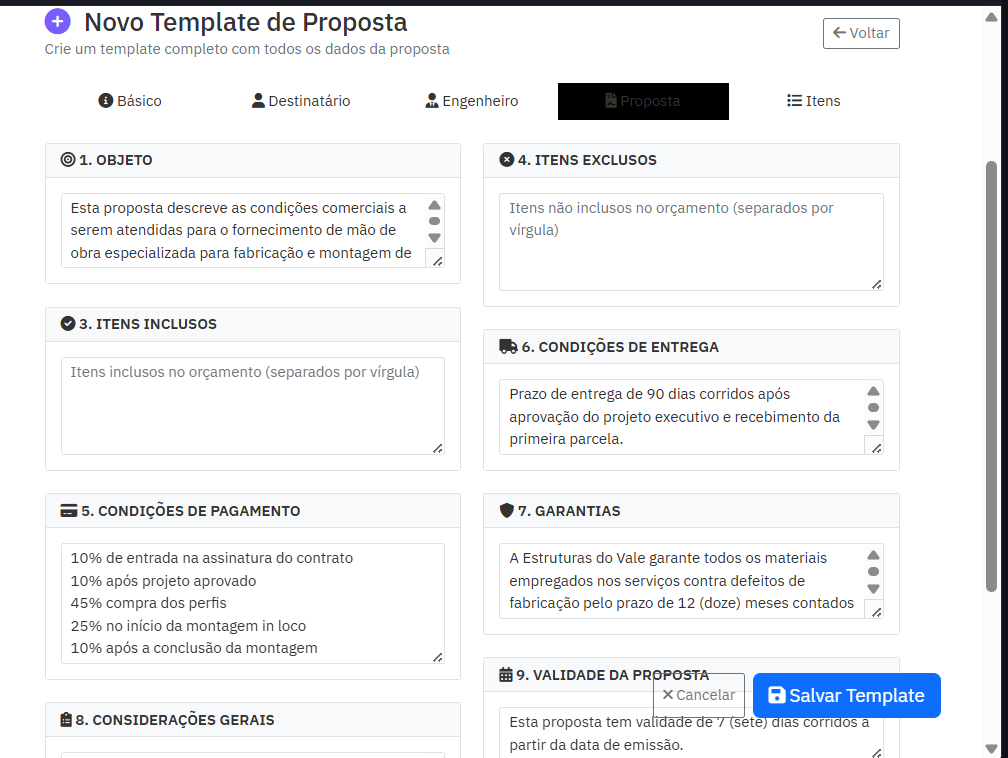 Novo Template de Proposta
Crie um template completo com todos os dados da proposta
Voltar
Básico
Destinatário
Engenheiro
Proposta
Itens
1. OBJETO
Esta proposta descreve as condições comerciais a
serem atendidas para o fornecimento de mão de
obra especializada para fabricação e montagem de
3. ITENS INCLUSOS
Itens inclusos no orçamento (separados por vírgula)
5. CONDIÇÕES DE PAGAMENTO
10% de entrada na assinatura do contrato
10% após projeto aprovado
45% compra dos perfis
25% no início da montagem in loco
10% após a conclusão da montagem
8. CONSIDERAÇÕES GERAIS
4. ITENS EXCLUSOS
Itens não inclusos no orçamento (separados por
vírgula)
6. CONDIÇÕES DE ENTREGA
Prazo de entrega de 90 dias corridos após
aprovação do projeto executivo e recebimento da
primeira parcela.
7. GARANTIAS
A Estruturas do Vale garante todos os materiais
empregados nos serviços contra defeitos de
fabricação pelo prazo de 12 (doze) meses contados
9. VALIDADE DA PROPOSTA
Esta proposta tem validade de 7 (sete) dias corridos a
partir da data de emissão.
Cancelar
Salvar Template